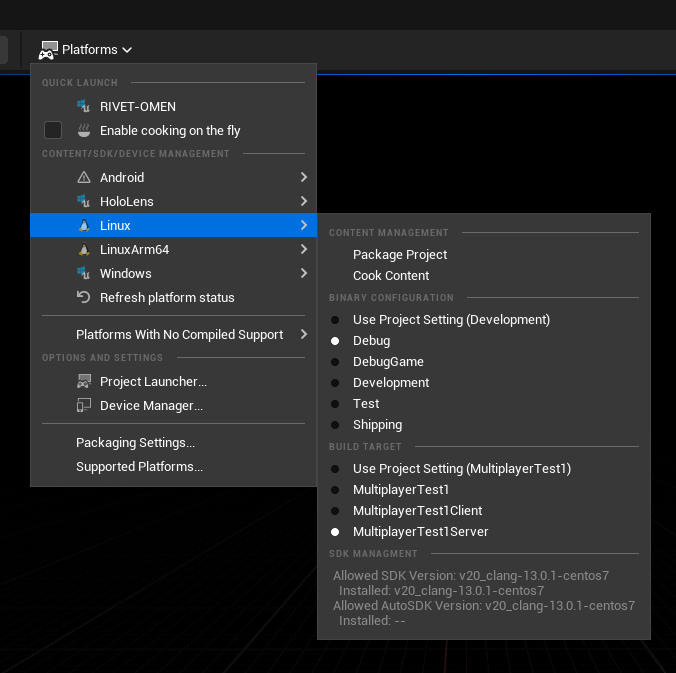 Platforms
QUICK LAUNCH
RIVET-OMEN
Enable cooking on the fly
CONTENT/SDK/DEVICE MANAGEMENT
Android
HoloLens
Linux
LinuxArm64
Windows
Refresh platform status
Platforms With No Compiled Support
OPTIONS AND SETTINGS
Project Launcher...
Device Manager...
Packaging Settings...
Supported Platforms...
CONTENT MANAGEMENT
Package Project
Cook Content
BINARY CONFIGURATION
Use Project Setting (Development)
Debug
DebugGame
Development
Test
Shipping
BUILD TARGET
Use Project Setting (MultiplayerTest1)
MultiplayerTest1
MultiplayerTest1Client
MultiplayerTest1Server
SDK MANAGMENT
Allowed SDK Version: v20_clang-13.0.1-centos7
Installed: v20_clang-13.0.1-centos7
Allowed AutoSDK Version: v20_clang-13.0.1-centos7
Installed: --